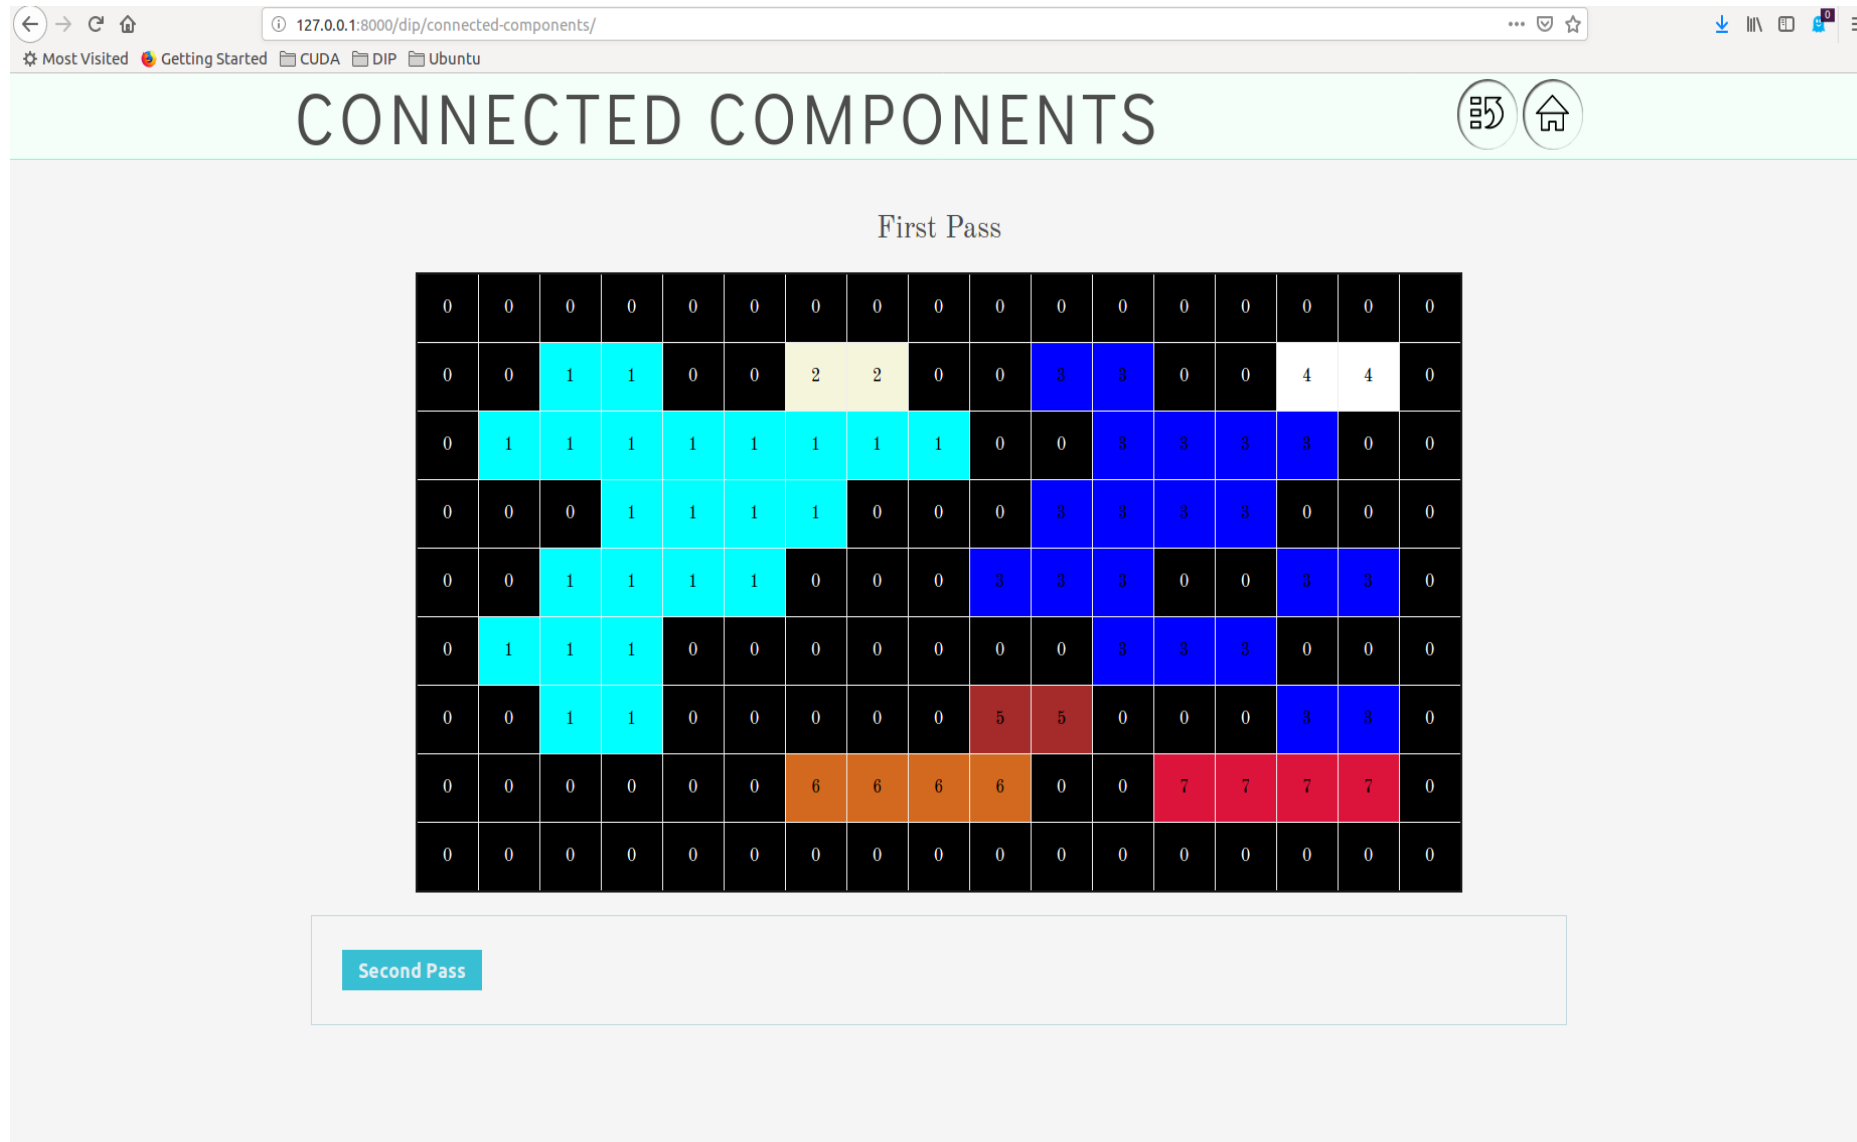 127.0.0.1:8000/dip/connected-components/
0
Most Visited Getting Started CUDA DIP Ubuntu
CONNECTED COMPONENTS
First Pass
0 0 0 0 0 0 0 0 0 0 0 0 0 0 0 0 0
0 0 1 1 0 0 2 2 0 0 3 3 0 0 4 4 0
0 1 1 1 1 1 1 1 1 0 0 3 3 3 3 0 0
0 0 0 1 1 1 1 0 0 0 3 3 3 3 0 0 0
0 0 1 1 1 1 0 0 0 3 3 3 0 0 3 3 0
0 1 1 1 0 0 0 0 0 0 0 3 3 3 0 0 0
0 0 1 1 0 0 0 0 0 5 5 0 0 0 3 3 0
0 0 0 0 0 0 6 6 6 6 0 0 7 7 7 7 0
0 0 0 0 0 0 0 0 0 0 0 0 0 0 0 0 0
Second Pass